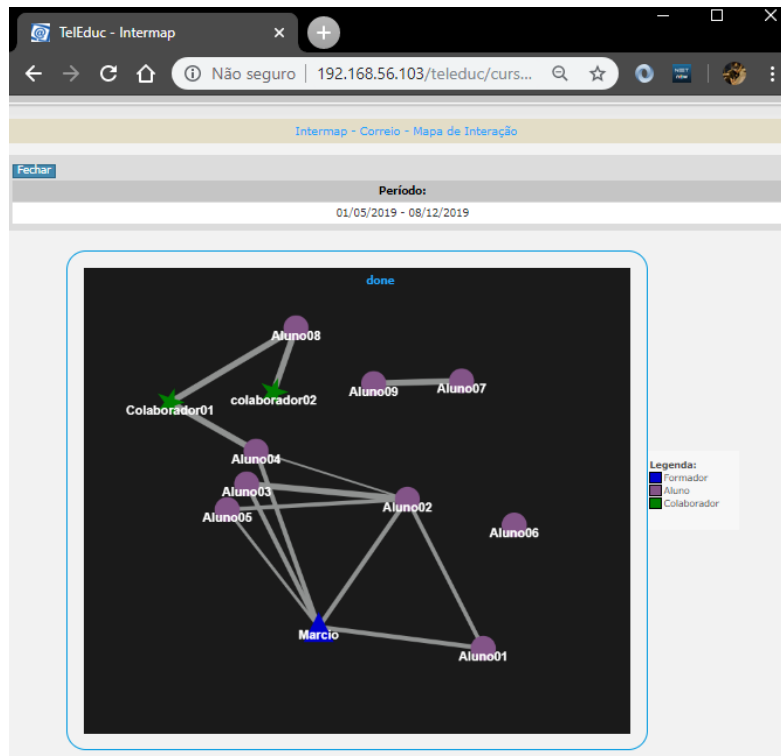 TelEduc - Intermap
Não seguro | 192.168.56.103/teleduc/curs...
Intermap - Correio - Mapa de Interação
Fechar
Período:
01/05/2019 - 08/12/2019
done
Aluno08
Colaborador01
colaborador02
Aluno09
Aluno07
Aluno04
Aluno03
Aluno05
Aluno02
Aluno06
Marcio
Aluno01
Legenda:
Formador
Aluno
Colaborador